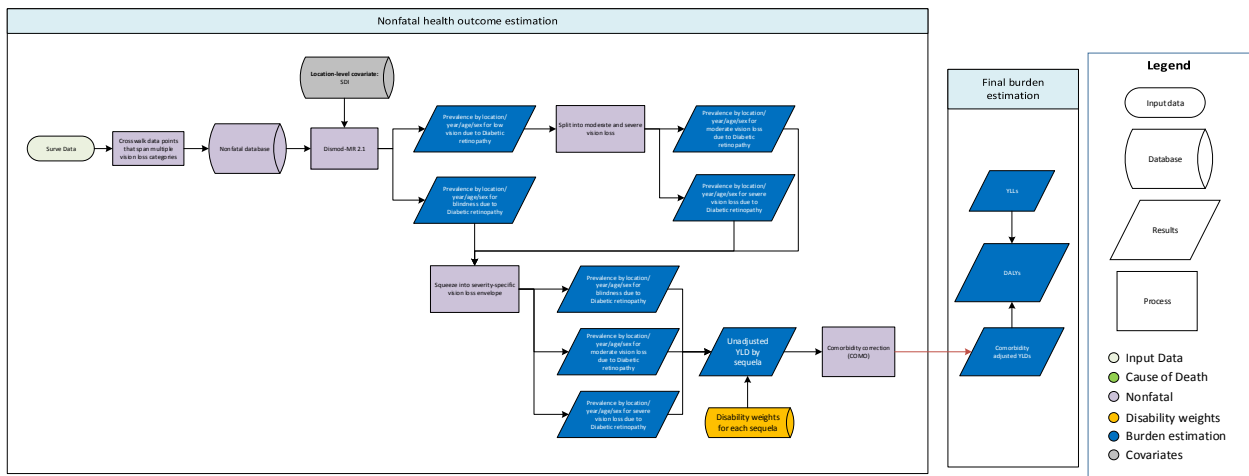 Nonfatal health outcome estimation
Location-level covariate:
SDI
Surve Data
Crosswalk data points
that span multiple
vision loss categories
Nonfatal database
Dismod-MR 2.1
Prevalence by location/
year/age/sex for low
vision due to Diabetic
retinopathy
Split into moderate and severe
vision loss
Prevalence by location/
year/age/sex for
moderate vision loss
due to Diabetic
retinopathy
Prevalence by location/
year/age/sex for
blindness due to
Diabetic retinopathy
Prevalence by location/
year/age/sex for severe
vision loss due to
Diabetic retinopathy
Squeeze into severity-specific
vision loss envelope
Prevalence by location/
year/age/sex for
blindness due to
Diabetic retinopathy
Prevalence by location/
year/age/sex for
moderate vision loss
due to Diabetic
retinopathy
Prevalence by location/
year/age/sex for severe
vision loss due to
Diabetic retinopathy
Unadjusted
YLD by
sequela
Disability weights
for each sequela
Comorbidity correction
(COMO)
Final burden
estimation
YLLs
DALYs
Comorbidity
adjusted YLDs
Legend
Input data
Database
Results
Process
Input Data
Cause of Death
Nonfatal
Disability weights
Burden estimation
Covariates